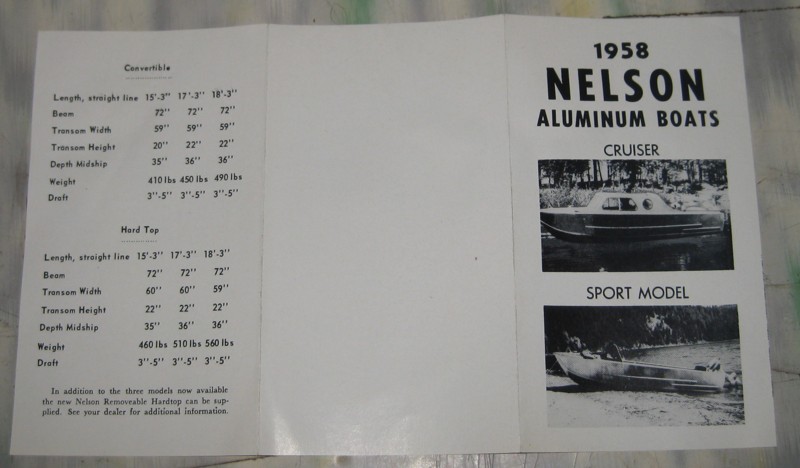 Convertible
Length, straight line 15'-3" 17'-3" 18'-3"
Beam 72" 72" 72"
Transom Width 59" 59" 59"
Transom Height 20" 22" 22"
Depth Midship 35" 36" 36"
Weight 410 lbs 450 lbs 490 lbs
Draft 3"-5" 3"-5" 3"-5"
Hard Top
Length, straight line 15'-3" 17'-3" 18'-3"
Beam 72" 72" 72"
Transom Width 60" 60" 59"
Transom Height 22" 22" 22"
Depth Midship 35" 36" 36"
Weight 460 lbs 510 lbs 560 lbs
Draft 3"-5" 3"-5" 3"-5"
In addition to the three models now available
the new Nelson Removeable Hardtop can be sup-
plied. See your dealer for additional information.
1958
NELSON
ALUMINUM BOATS
CRUISER
SPORT MODEL